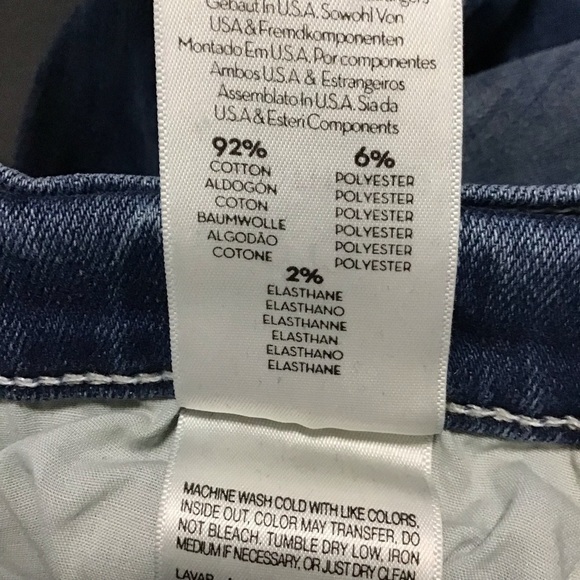 Gebaut In U.S.A. Sowohl Von
USA & Fremdkomponenten
Montado Em U.S.A. Por componentes
Ambos U.S.A & Estrangeiros
Assemblato In U.S.A. Sia da
U.S.A & Esteri Components
92%
COTTON
ALDOGÓN
COTON
BAUMWOLLE
ALGODÃO
COTONE
6%
POLYESTER
POLYESTER
POLYESTER
POLYESTER
POLYESTER
POLYESTER
2%
ELASTHANE
ELASTHANO
ELASTHANNE
ELASTHAN
ELASTHANO
ELASTHANE
MACHINE WASH COLD WITH LIKE COLORS,
INSIDE OUT, COLOR MAY TRANSFER, DO
NOT BLEACH, TUMBLE DRY LOW, IRON
MEDIUM IF NECESSARY, OR JUST DRY CLEAN